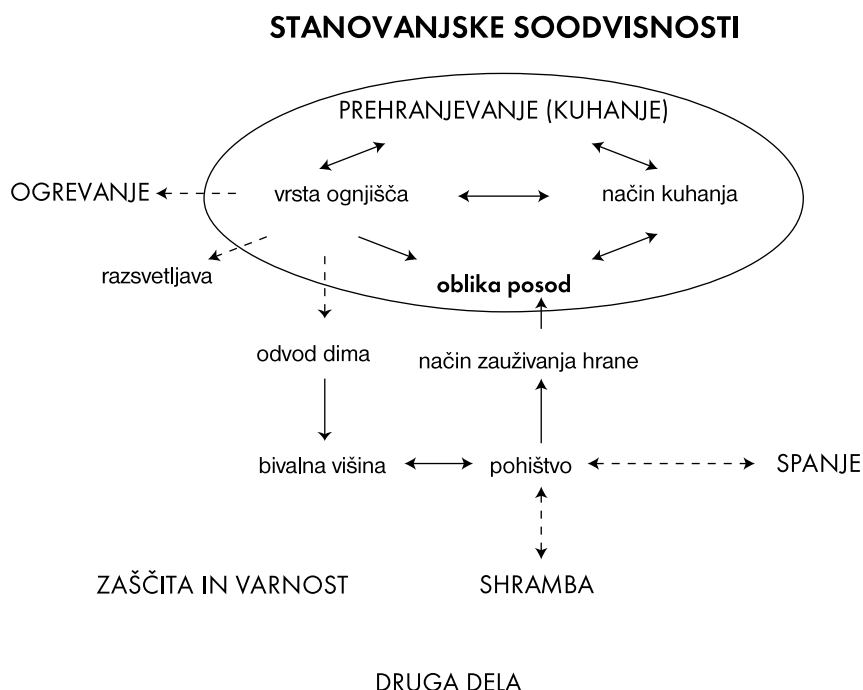 STANOVANJSKE SOODVISNOSTI
PREHRANJEVANJE (KUHANJE)
OGREVANJE
vrsta ognjišča
način kuhanja
razsvetljava
oblika posod
odvod dima
način zauživanja hrane
bivalna višina
pohištvo
SPANJE
ZAŠČITA IN VARNOST
SHRAMBA
DRUGA DELA